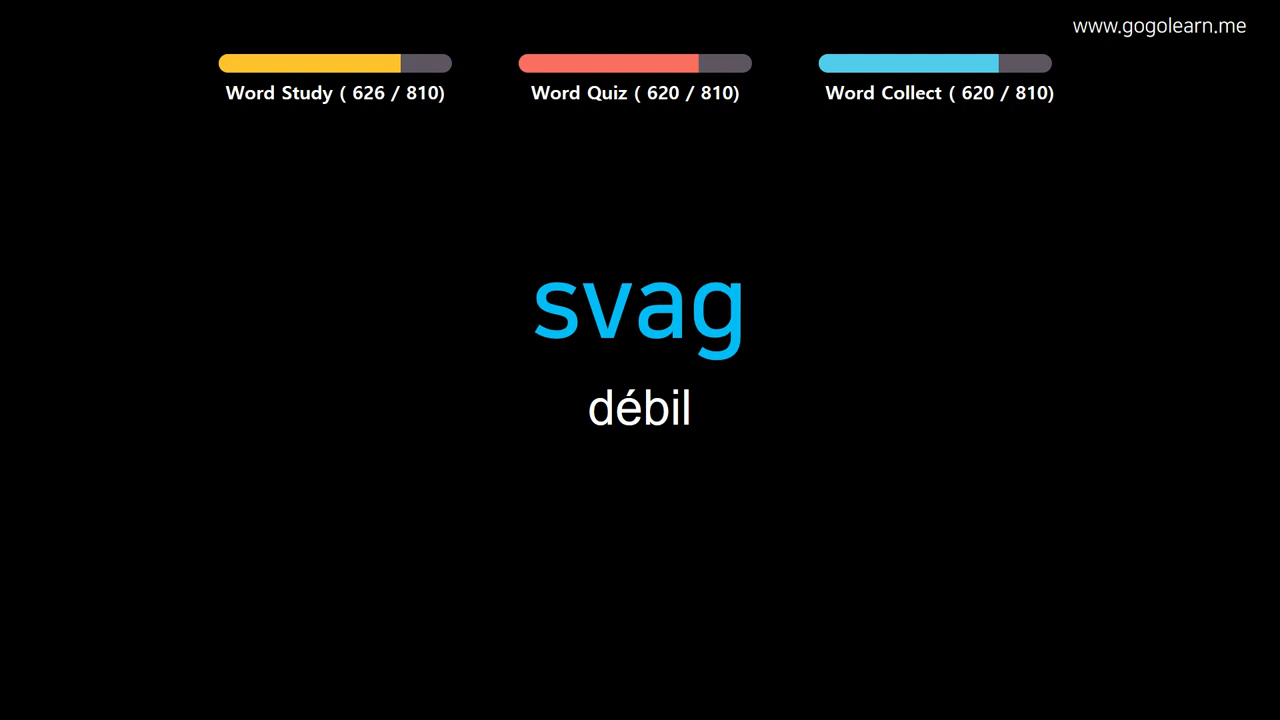 www.gogolearn.me
Word Study ( 626 / 810)
Word Quiz ( 620 / 810)
Word Collect ( 620 / 810)
svag
débil